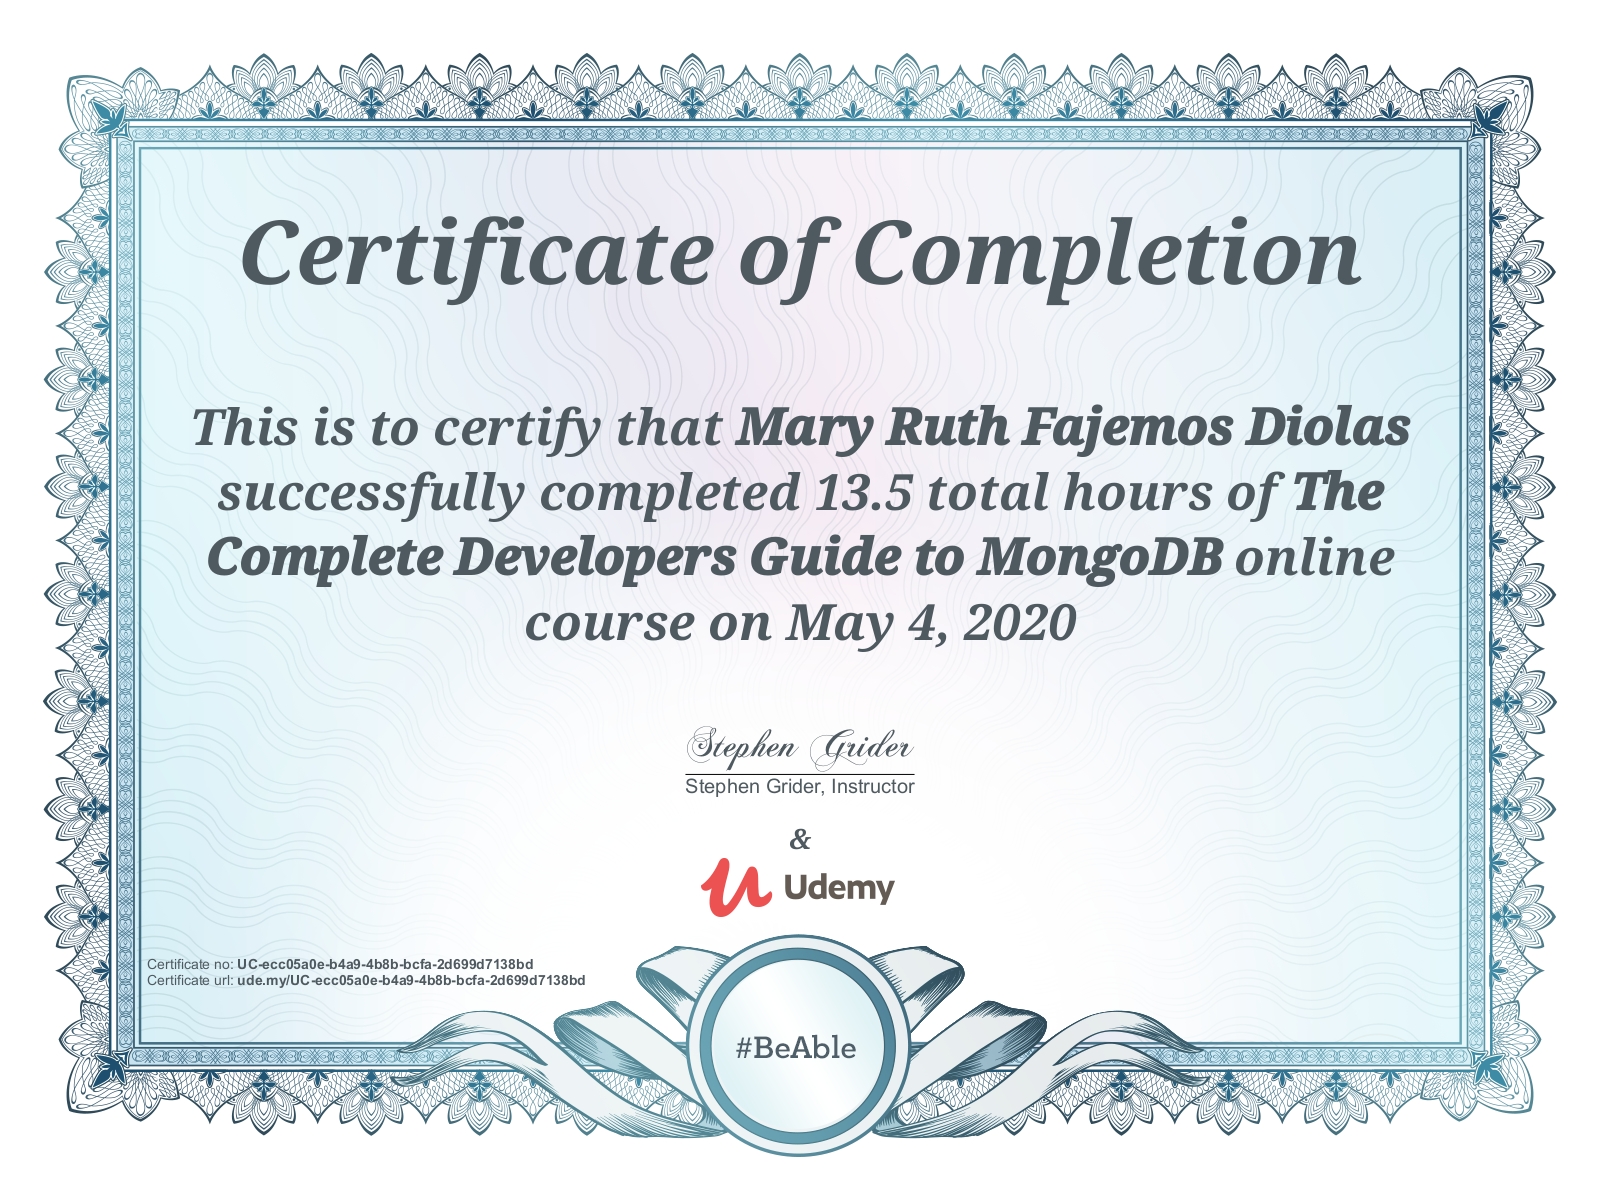 Certificate of Completion
This is to certify that Mary Ruth Fajemos Diolas
successfully completed 13.5 total hours of The
Complete Developers Guide to MongoDB online
course on May 4, 2020
Stephen Grider
Stephen Grider, Instructor
&
Udemy
Certificate no: UC-ecc05a0e-b4a9-4b8b-bcfa-2d699d7138bd
Certificate url: ude.my/UC-ecc05a0e-b4a9-4b8b-bcfa-2d699d7138bd
#BeAble